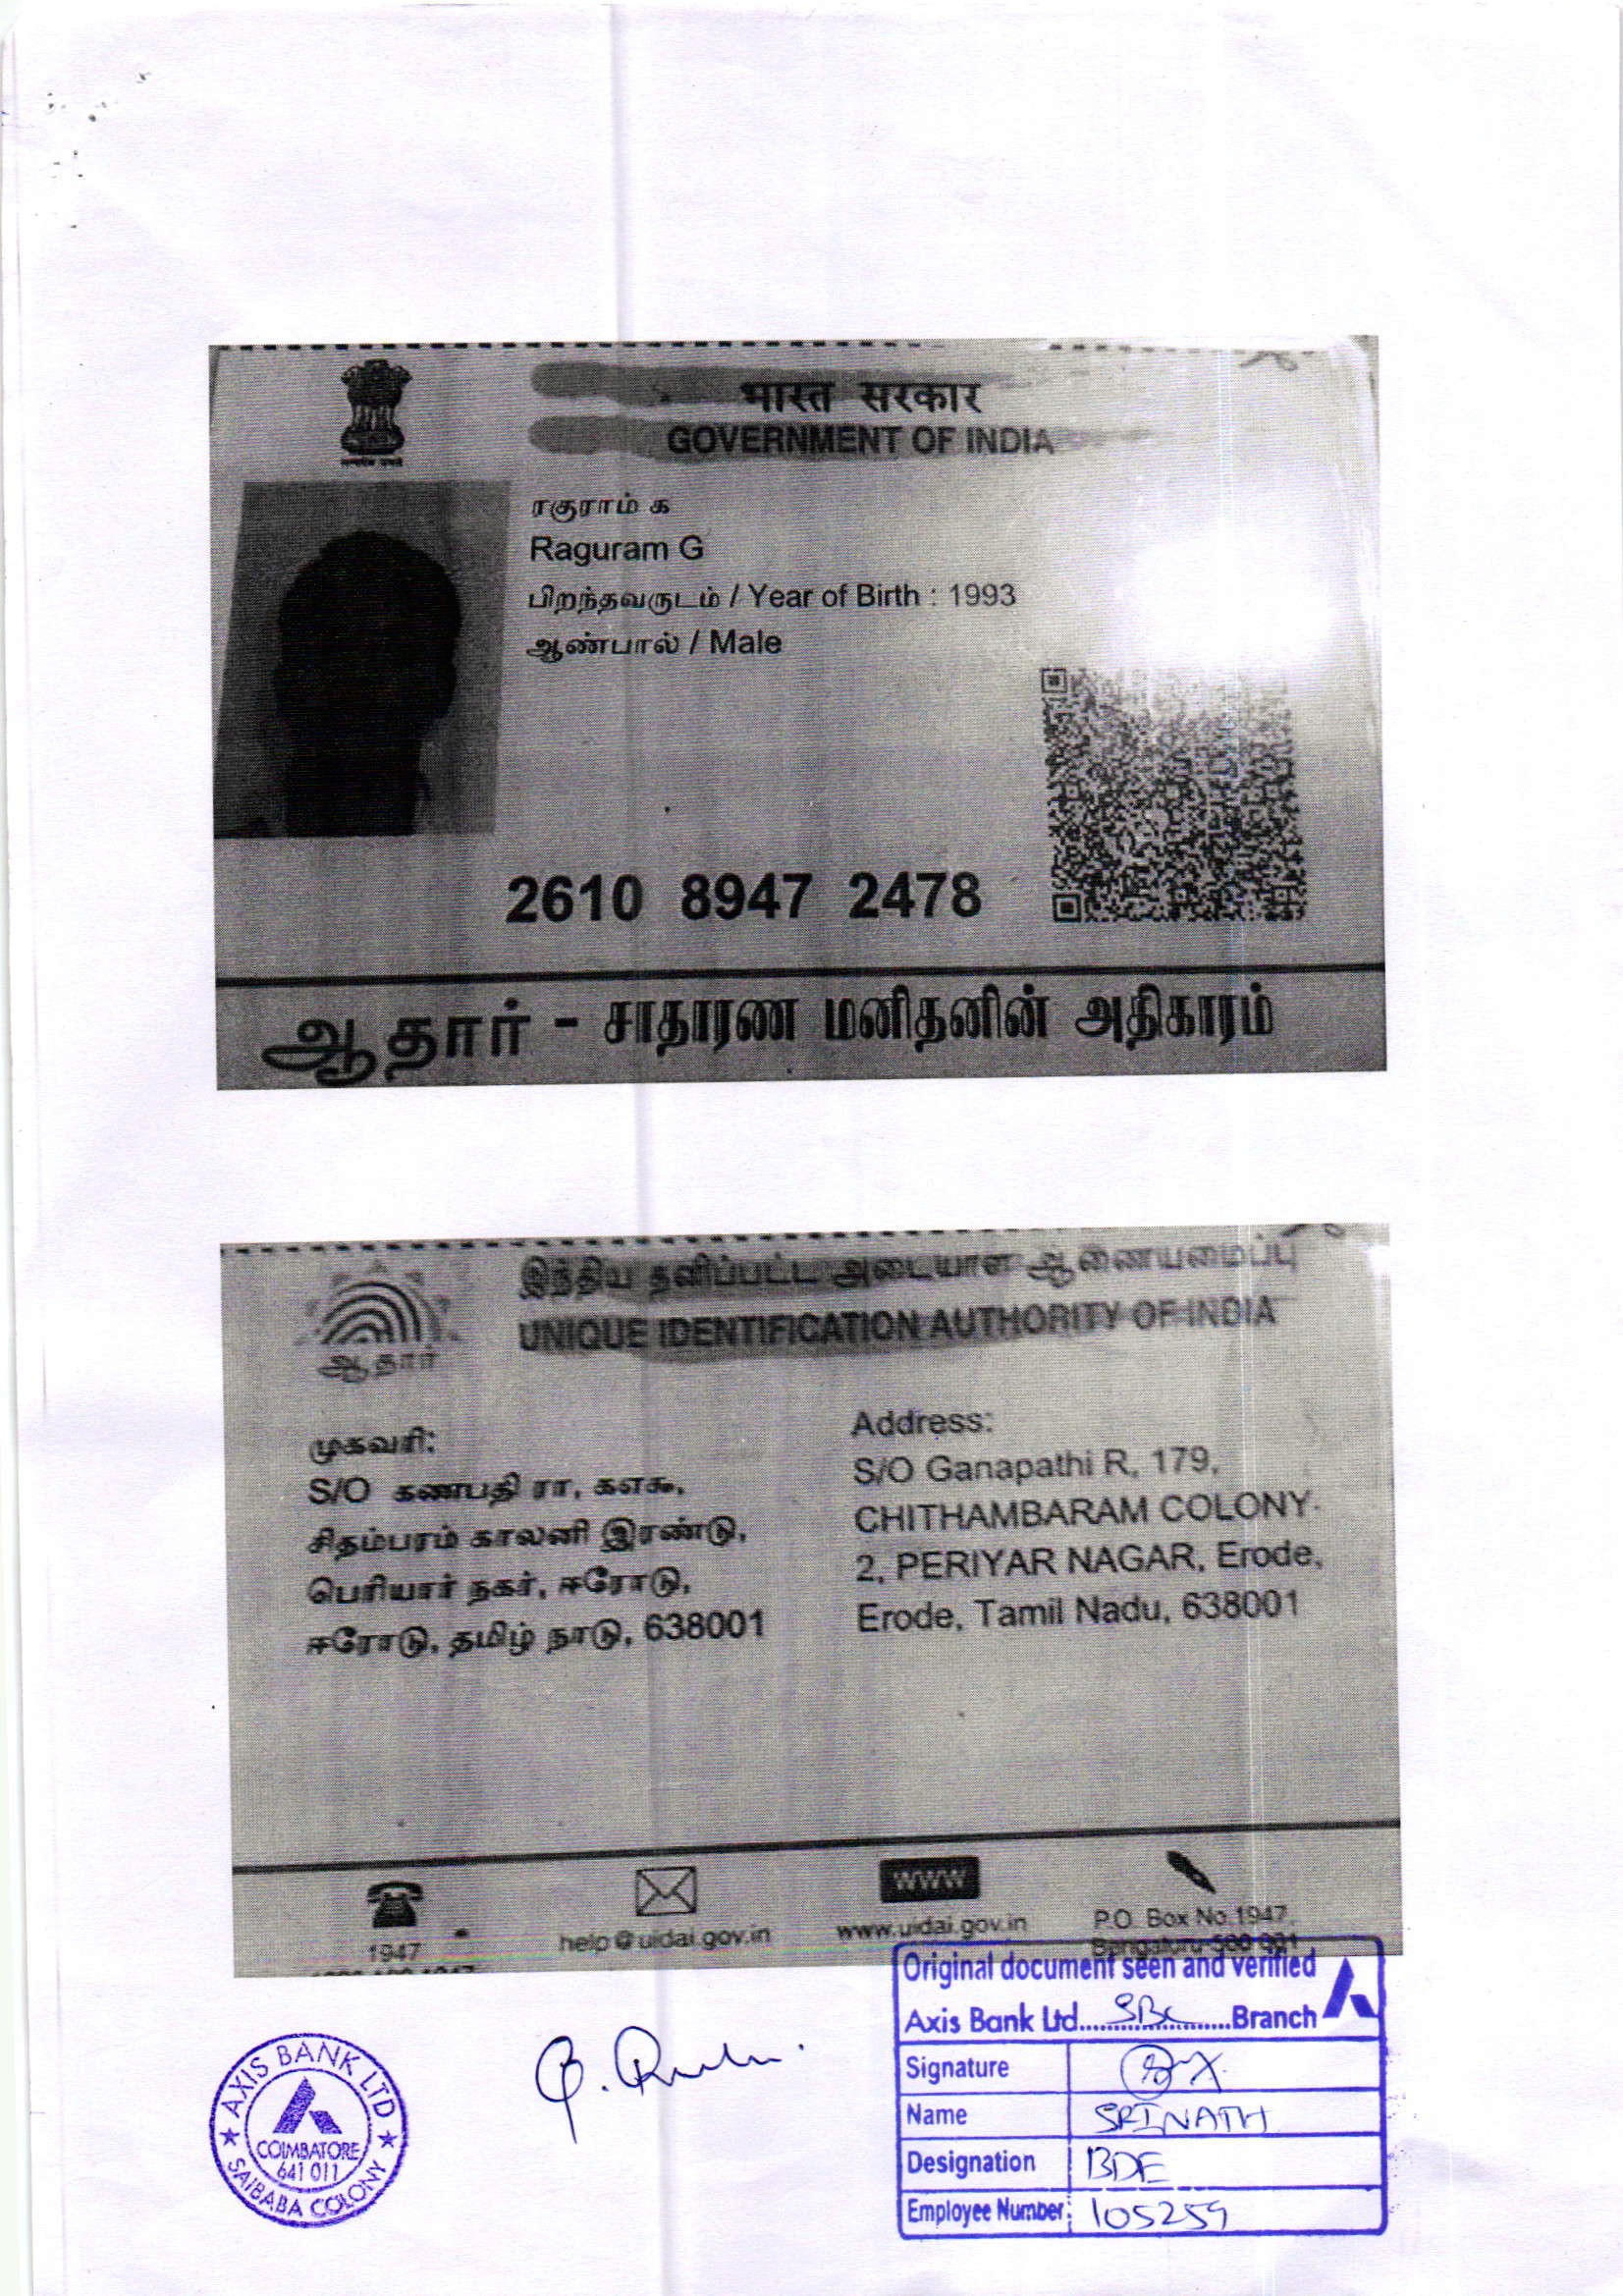 भारत सरकार
GOVERNMENT OF INDIA
ரகுராம் க
Raguram G
பிறந்தவருடம் / Year of Birth : 1993
ஆண்பால் / Male
2610 8947 2478
ஆதார் - சாதாரண மனிதனின் அதிகாரம்
இந்திய தனிப்பட்ட அடையாள ஆணையமைப்பு
UNIQUE IDENTIFICATION AUTHORITY OF INDIA
ஆதார்
முகவரி:
S/O கணபதி ரா, க௭௯,
சிதம்பரம் காலனி இரண்டு,
பெரியார் நகர், ஈரோடு,
ஈரோடு, தமிழ் நாடு, 638001
Address:
S/O Ganapathi R, 179,
CHITHAMBARAM COLONY-
2, PERIYAR NAGAR, Erode,
Erode, Tamil Nadu, 638001
1947
help@uidai.gov.in
www
www.uidai.gov.in
P.O. Box No.1947,
Original document seen and verified
Axis Bank Ltd. SBC Branch
Signature
Name SRINATH
Designation BDE
Employee Number: 105259
AXIS BANK LTD
COIMBATORE
641 011
SAIBABA COLONY